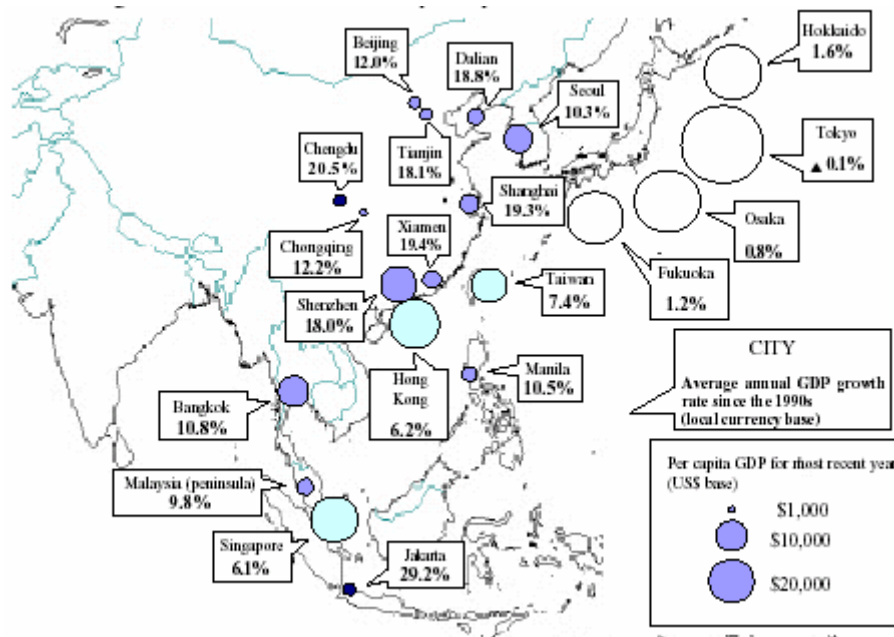 Hokkaido
1.6%
Beijing
12.0%
Dalian
18.8%
Seoul
10.3%
Tokyo
▲ 0.1%
Chengdu
20.5%
Tianjin
18.1%
Shanghai
19.3%
Osaka
0.8%
Xiamen
19.4%
Chongqing
12.2%
Fukuoka
1.2%
Taiwan
7.4%
Shenzhen
18.0%
CITY
Average annual GDP growth
rate since the 1990s
(local currency base)
Hong
Kong
6.2%
Manila
10.5%
Bangkok
10.8%
Per capita GDP for most recent year
(US$ base)
$1,000
$10,000
$20,000
Malaysia (peninsula)
9.8%
Singapore
6.1%
Jakarta
29.2%